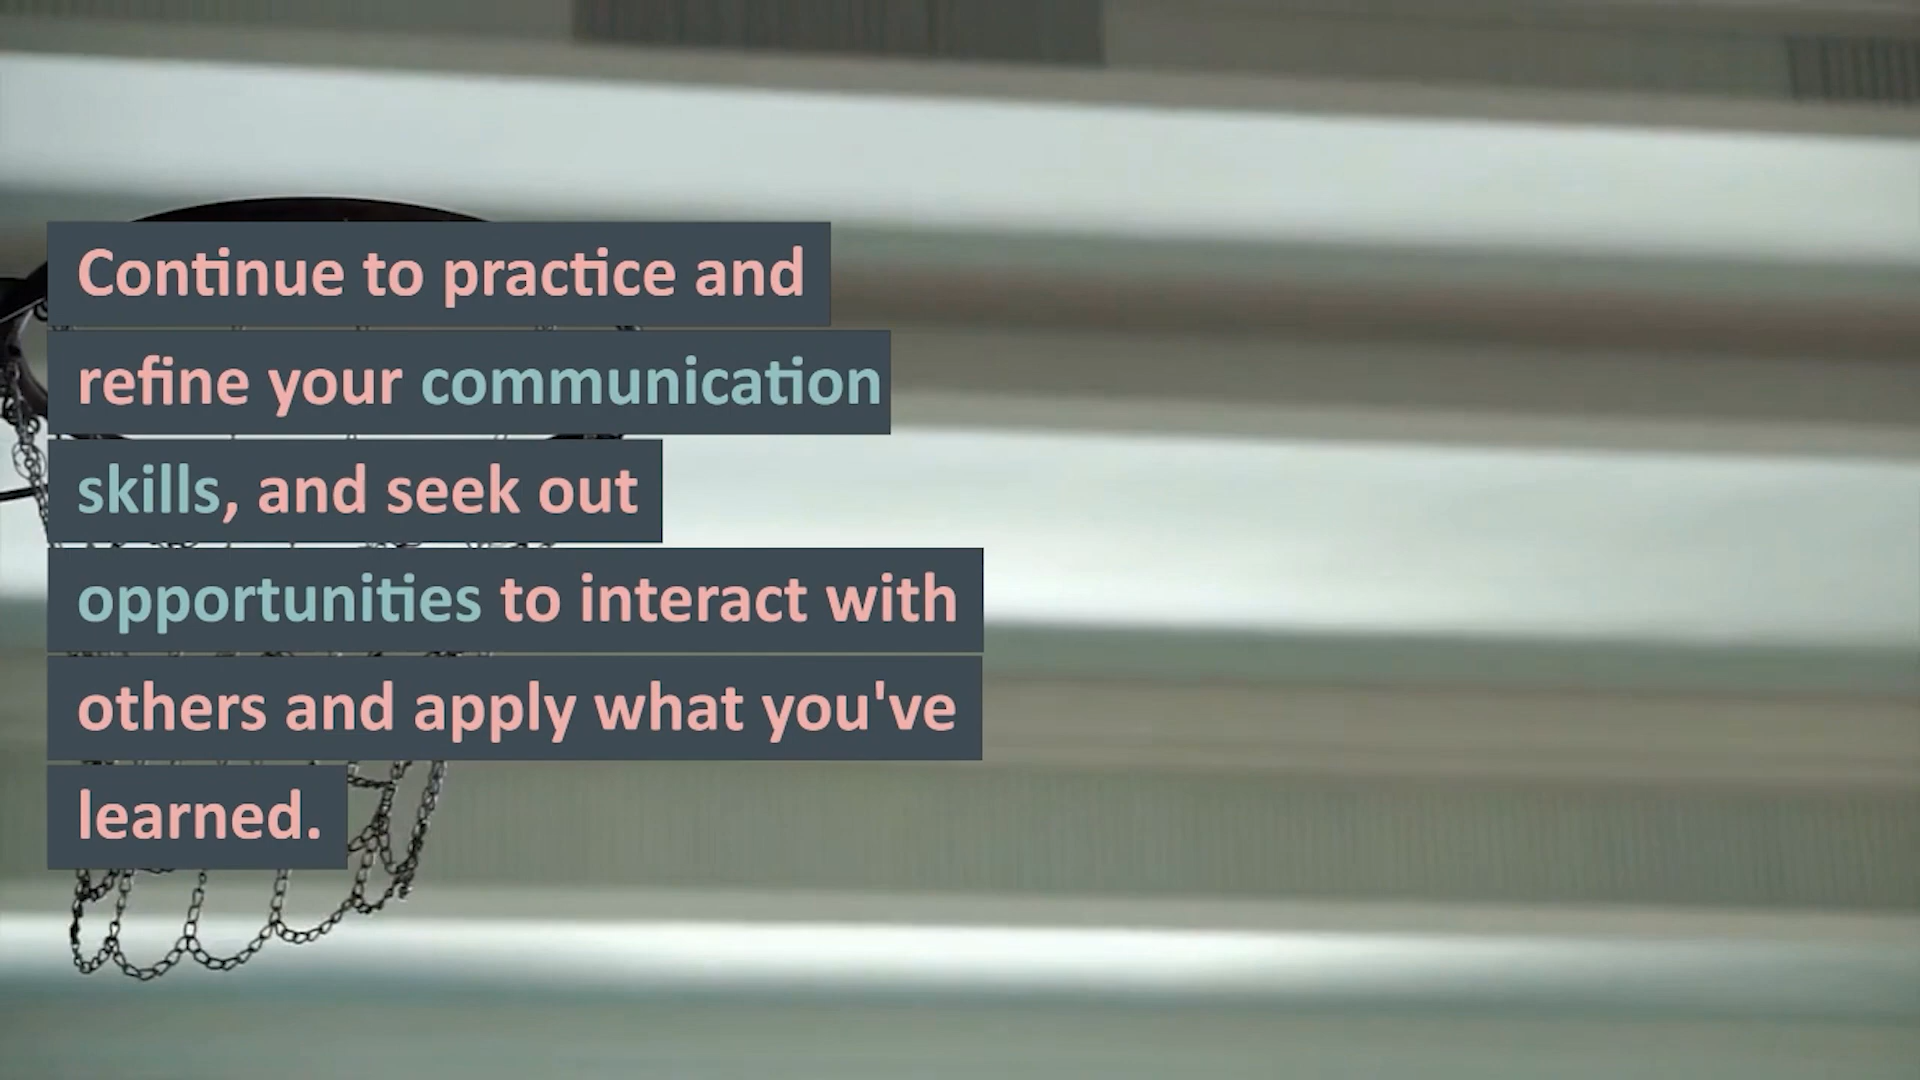 Continue to practice and
refine your communication
skills, and seek out
opportunities to interact with
others and apply what you've
learned.